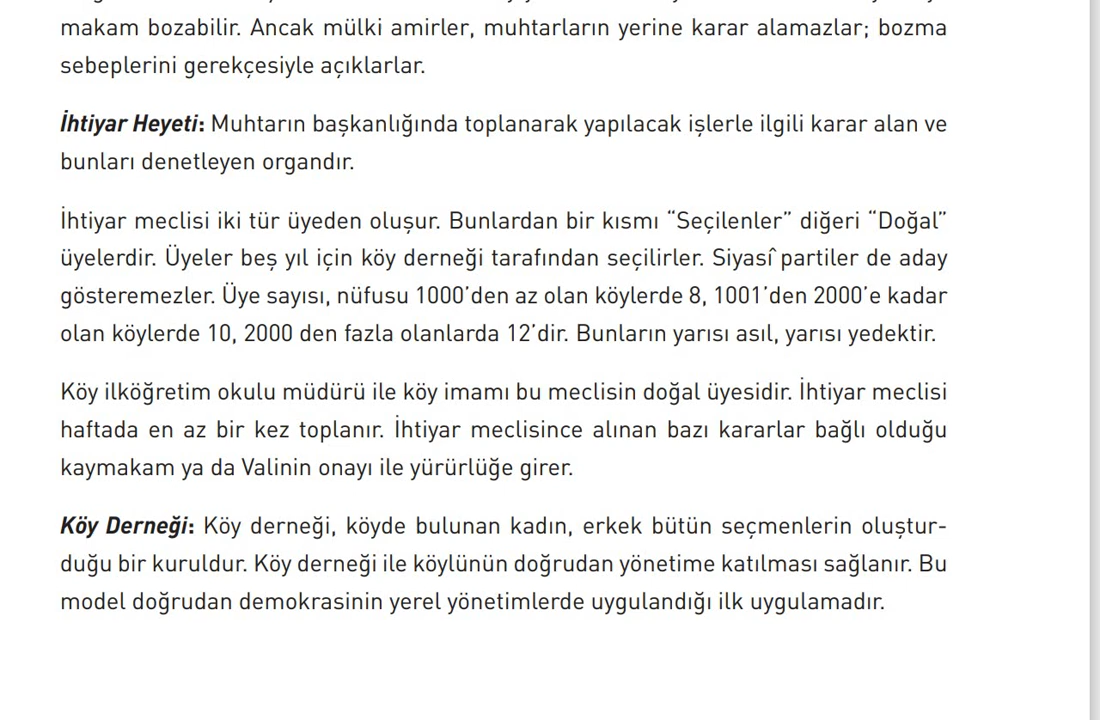 makam bozabilir. Ancak mülki amirler, muhtarların yerine karar alamazlar; bozma
sebeplerini gerekçesiyle açıklarlar.
İhtiyar Heyeti: Muhtarın başkanlığında toplanarak yapılacak işlerle ilgili karar alan ve
bunları denetleyen organdır.
İhtiyar meclisi iki tür üyeden oluşur. Bunlardan bir kısmı “Seçilenler” diğeri “Doğal”
üyelerdir. Üyeler beş yıl için köy derneği tarafından seçilirler. Siyasî partiler de aday
gösteremezler. Üye sayısı, nüfusu 1000’den az olan köylerde 8, 1001’den 2000’e kadar
olan köylerde 10, 2000 den fazla olanlarda 12’dir. Bunların yarısı asıl, yarısı yedektir.
Köy ilköğretim okulu müdürü ile köy imamı bu meclisin doğal üyesidir. İhtiyar meclisi
haftada en az bir kez toplanır. İhtiyar meclisince alınan bazı kararlar bağlı olduğu
kaymakam ya da Valinin onayı ile yürürlüğe girer.
Köy Derneği: Köy derneği, köyde bulunan kadın, erkek bütün seçmenlerin oluştur-
duğu bir kuruldur. Köy derneği ile köylünün doğrudan yönetime katılması sağlanır. Bu
model doğrudan demokrasinin yerel yönetimlerde uygulandığı ilk uygulamadır.